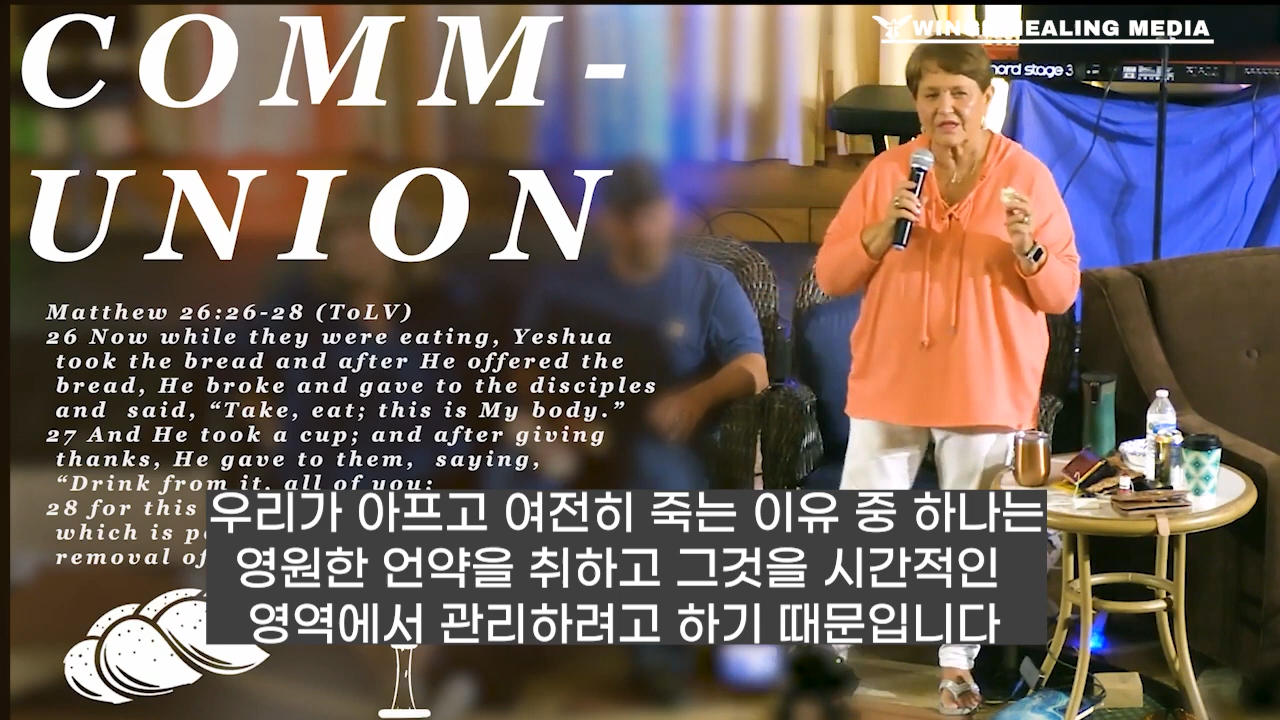 COMM-
UNION
WINGS HEALING MEDIA
nord stage 3
Matthew 26:26-28 (ToLV)
26 Now while they were eating, Yeshua
took the bread and after He offered the
bread, He broke and gave to the disciples
and said, “Take, eat; this is My body.”
27 And He took a cup; and after giving
thanks, He gave to them, saying,
“Drink from it, all of you;
28 for this
which is
removal of
우리가 아프고 여전히 죽는 이유 중 하나는
영원한 언약을 취하고 그것을 시간적인
영역에서 관리하려고 하기 때문입니다